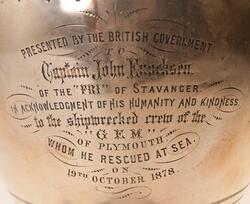 PRESENTED BY THE BRITISH GOVERNMENT
TO
Captain John Enocksen.
OF THE "FRI" OF STAVANGER.
IN ACKNOWLEDGMENT OF HIS HUMANITY AND KINDNESS
to the shipwrecked crew of the
"GEM"
OF PLYMOUTH
WHOM HE RESCUED AT SEA.
ON
19TH OCTOBER 1878.